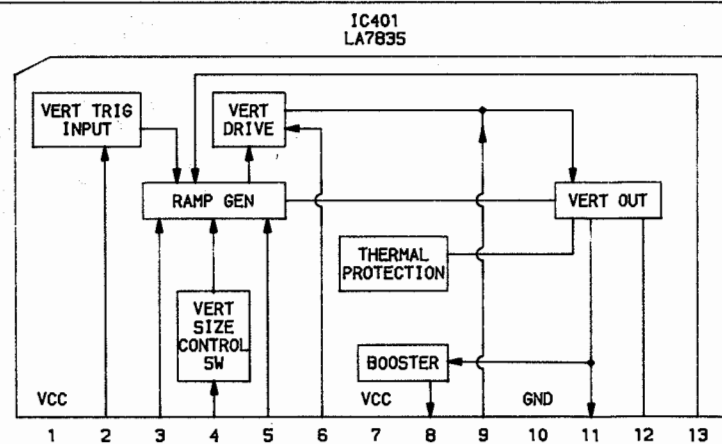 IC401
LA7835
VERT TRIG
INPUT
VERT
DRIVE
RAMP GEN
VERT OUT
THERMAL
PROTECTION
VERT
SIZE
CONTROL
SW
BOOSTER
VCC
VCC
GND
1 2 3 4 5 6 7 8 9 10 11 12 13